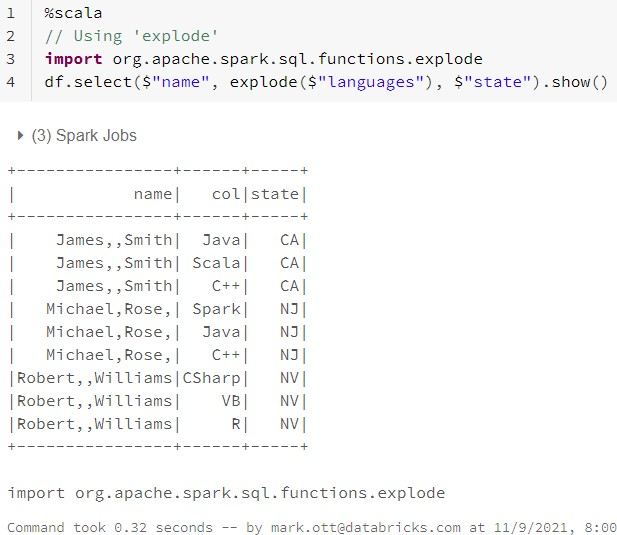 1 %scala
2 // Using 'explode'
3 import org.apache.spark.sql.functions.explode
4 df.select($"name", explode($"languages"), $"state").show()
(3) Spark Jobs
+----------------+------+-----+
|            name|   col|state|
+----------------+------+-----+
|    James,,Smith|  Java|   CA|
|    James,,Smith| Scala|   CA|
|    James,,Smith|   C++|   CA|
|   Michael,Rose,| Spark|   NJ|
|   Michael,Rose,|  Java|   NJ|
|   Michael,Rose,|   C++|   NJ|
|Robert,,Williams|CSharp|   NV|
|Robert,,Williams|    VB|   NV|
|Robert,,Williams|     R|   NV|
+----------------+------+-----+
import org.apache.spark.sql.functions.explode
Command took 0.32 seconds -- by mark.ott@databricks.com at 11/9/2021, 8:00